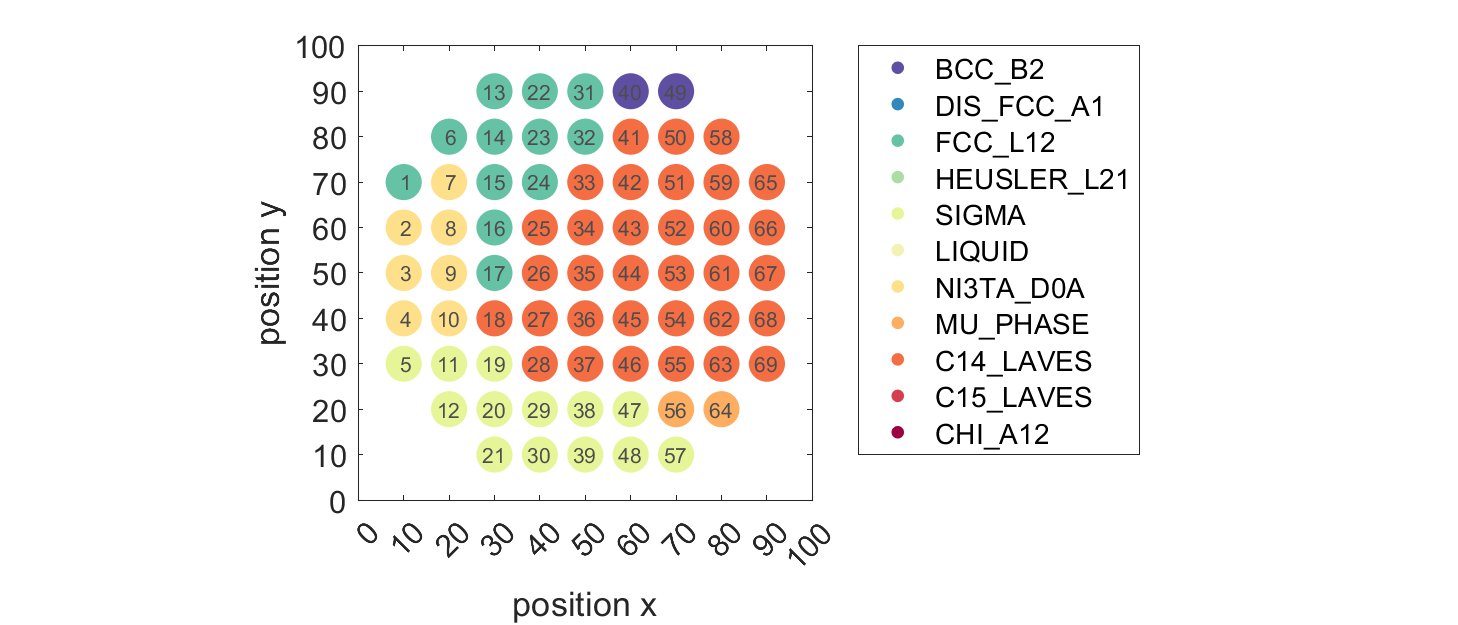 100
90
80
70
60
50
40
30
20
10
0
13 22 31 40 49
6 14 23 32 41 50 58
1 7 15 24 33 42 51 59 65
2 8 16 25 34 43 52 60 66
3 9 17 26 35 44 53 61 67
4 10 18 27 36 45 54 62 68
5 11 19 28 37 46 55 63 69
12 20 29 38 47 56 64
21 30 39 48 57
0 10 20 30 40 50 60 70 80 90 100
position x
position y
BCC_B2
DIS_FCC_A1
FCC_L12
HEUSLER_L21
SIGMA
LIQUID
NI3TA_D0A
MU_PHASE
C14_LAVES
C15_LAVES
CHI_A12